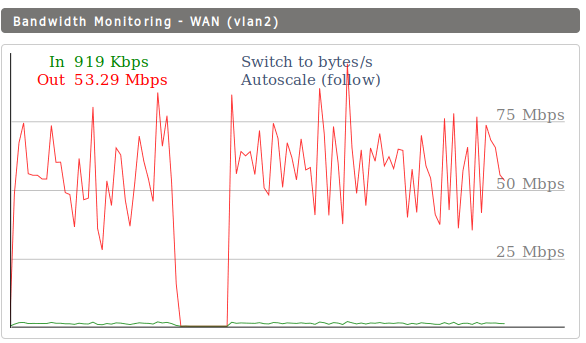 Bandwidth Monitoring - WAN (vlan2)
In 919 Kbps Switch to bytes/s
Out 53.29 Mbps Autoscale (follow)
75 Mbps
50 Mbps
25 Mbps